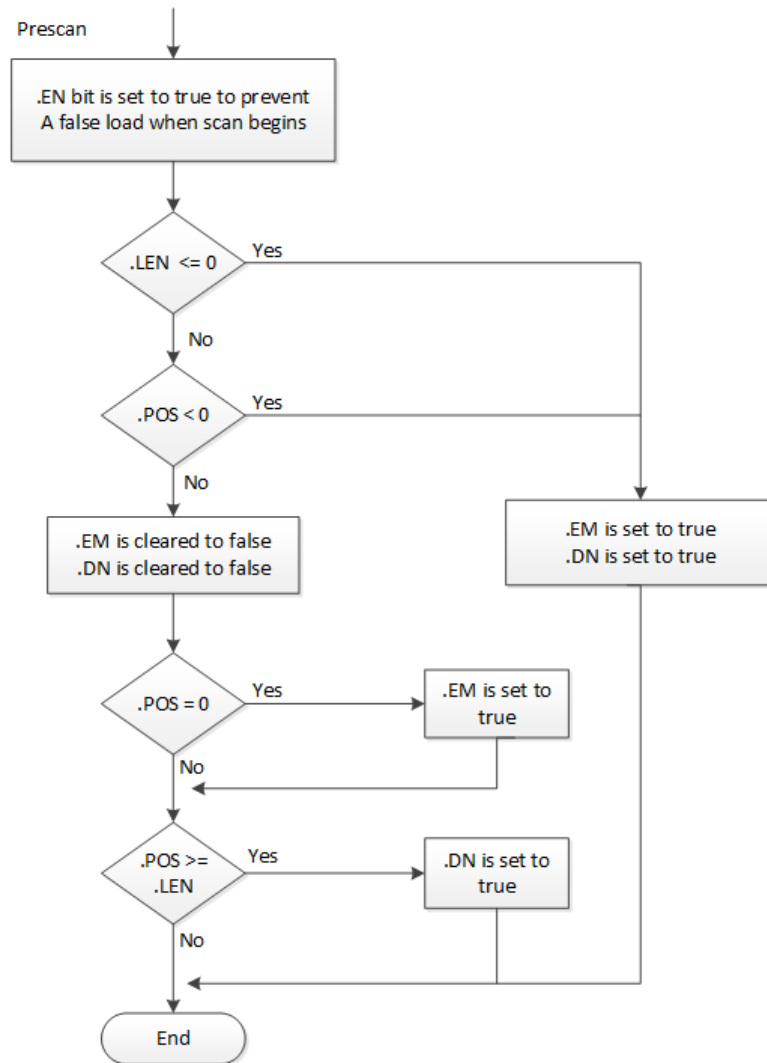 Prescan
.EN bit is set to true to prevent
A false load when scan begins
.LEN <= 0
Yes
No
.POS < 0
Yes
No
.EM is cleared to false
.DN is cleared to false
.EM is set to true
.DN is set to true
.POS = 0
Yes
.EM is set to
true
No
.POS >=
.LEN
Yes
.DN is set to
true
No
End